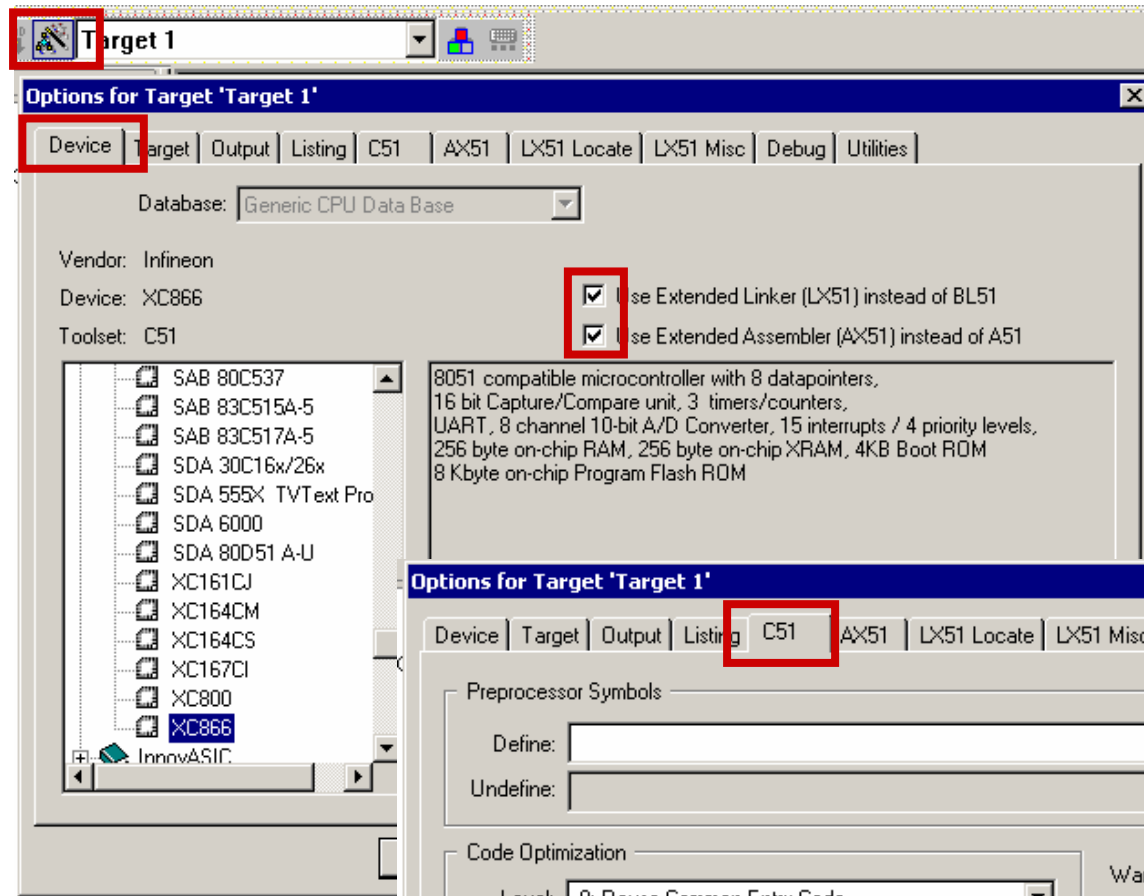 Target 1
Options for Target 'Target 1'
Device Target Output Listing C51 AX51 LX51 Locate LX51 Misc Debug Utilities
Database: Generic CPU Data Base
Vendor: Infineon
Device: XC866
Toolset: C51
Use Extended Linker (LX51) instead of BL51
Use Extended Assembler (AX51) instead of A51
SAB 80C537
SAB 83C515A-5
SAB 83C517A-5
SDA 30C16x/26x
SDA 555X TVText Pro
SDA 6000
SDA 80D51 A-U
XC161CJ
XC164CM
XC164CS
XC167CI
XC800
XC866
InnovASIC
8051 compatible microcontroller with 8 datapointers,
16 bit Capture/Compare unit, 3 timers/counters,
UART, 8 channel 10-bit A/D Converter, 15 interrupts / 4 priority levels,
256 byte on-chip RAM, 256 byte on-chip XRAM, 4KB Boot ROM
8 Kbyte on-chip Program Flash ROM
Options for Target 'Target 1'
Device Target Output Listing C51 AX51 LX51 Locate LX51 Misc
Preprocessor Symbols
Define:
Undefine:
Code Optimization